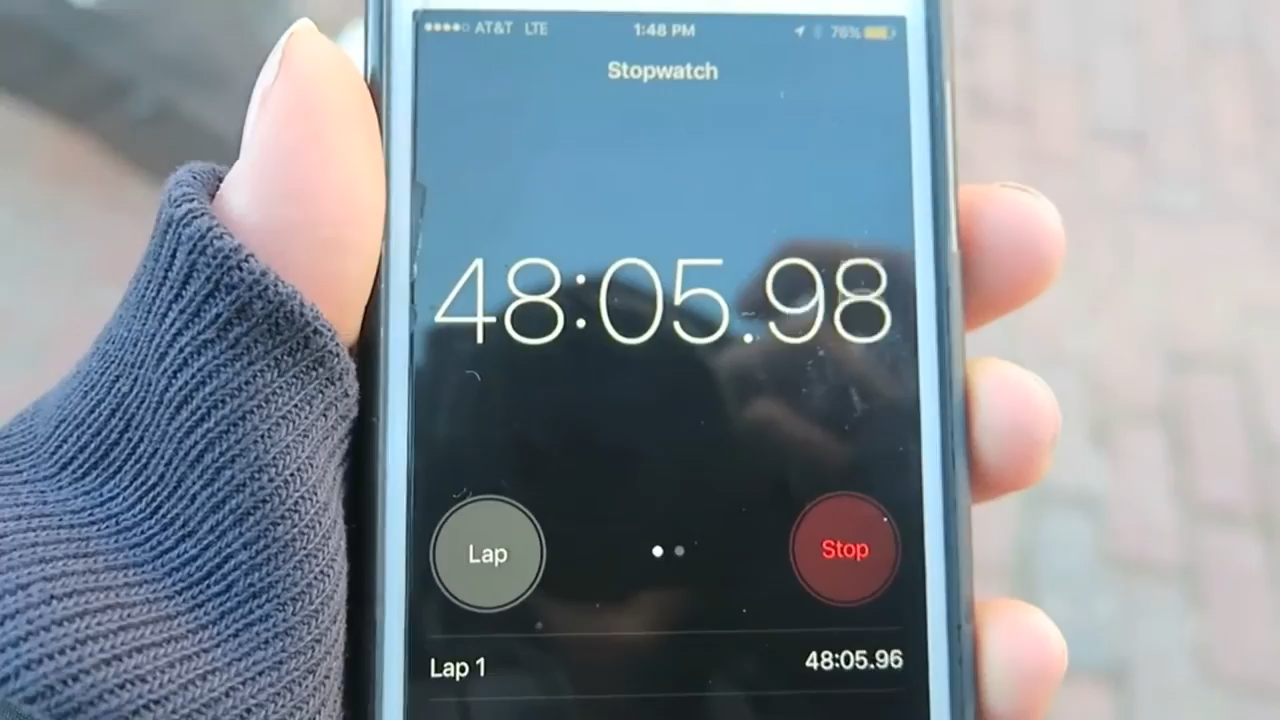 AT&T LTE 1:48 PM 76%
Stopwatch
48:05.98
Lap Stop
Lap 1 48:05.96